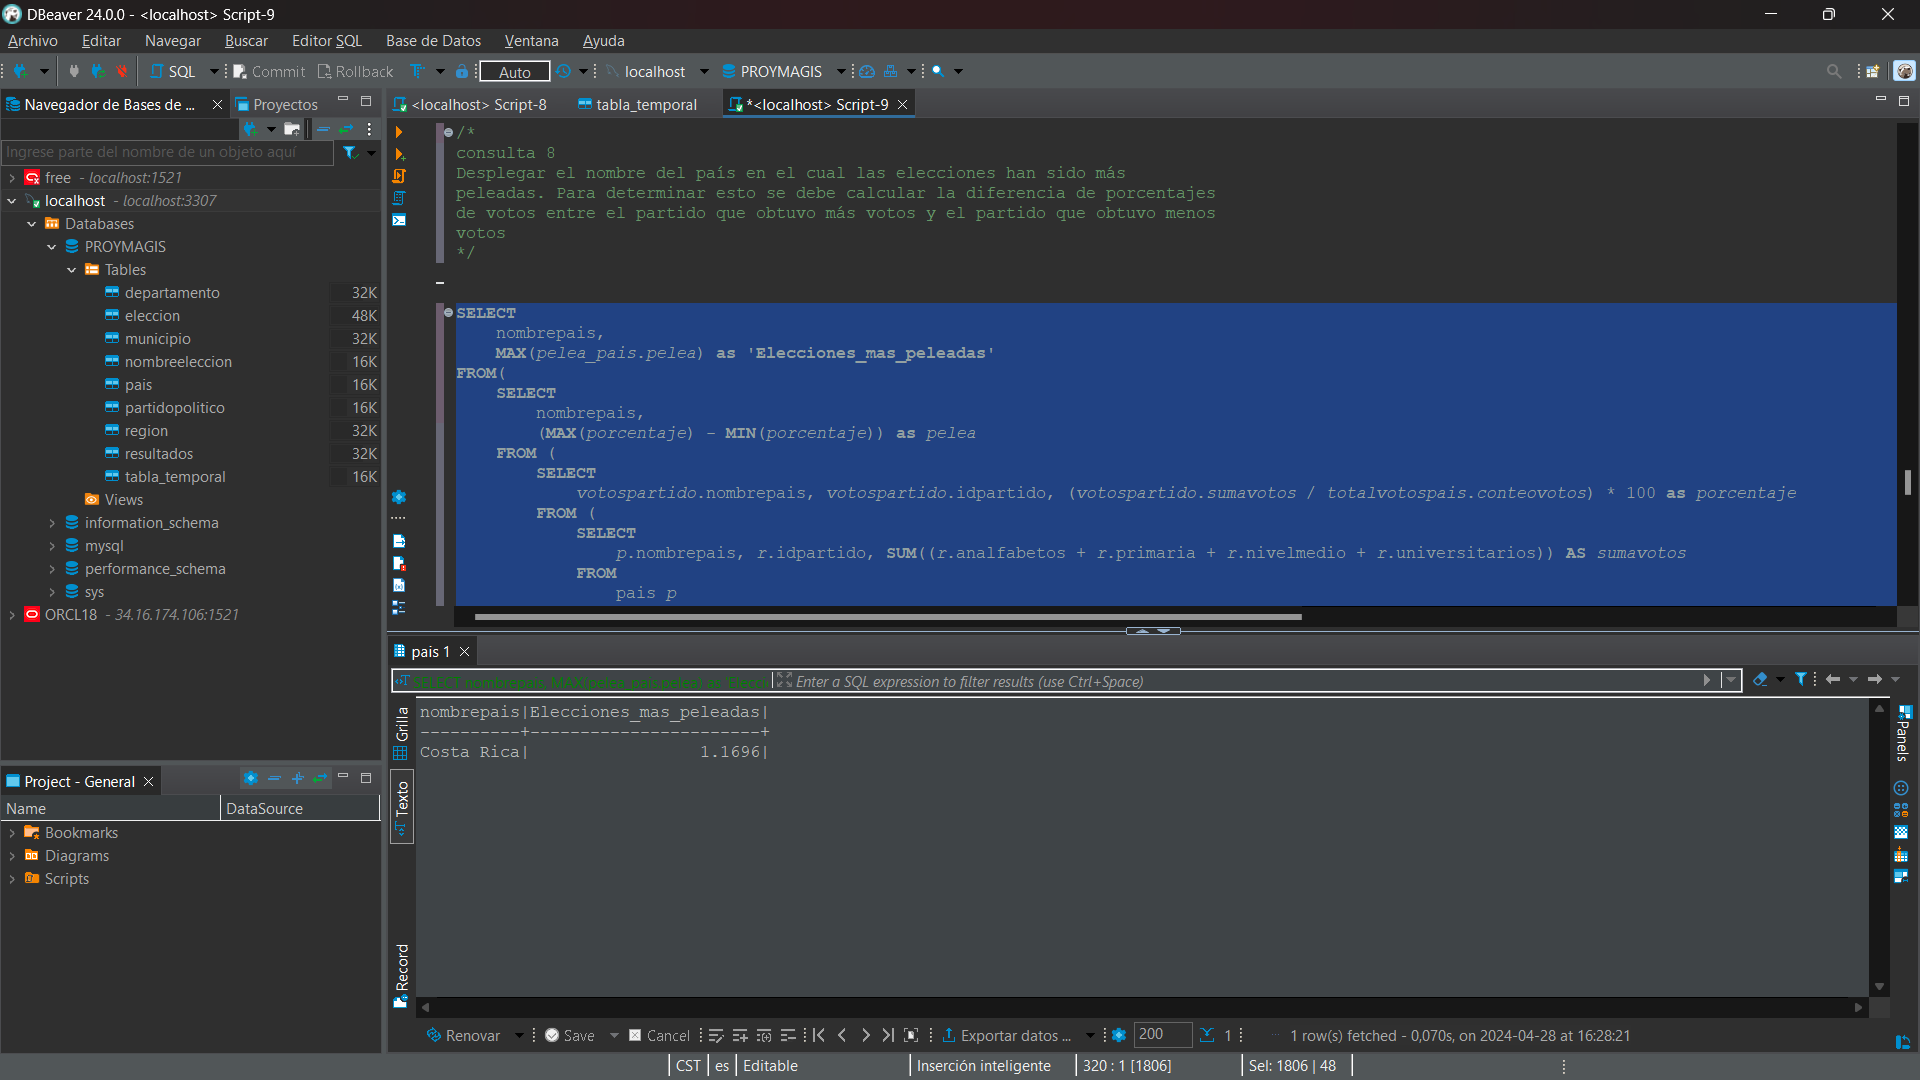 DBeaver 24.0.0 - <localhost> Script-9
Archivo Editar Navegar Buscar Editor SQL Base de Datos Ventana Ayuda
SQL Commit Rollback Auto localhost PROYMAGIS
Navegador de Bases de ... Proyectos
Ingrese parte del nombre de un objeto aquí
free - localhost:1521
localhost - localhost:3307
Databases
PROYMAGIS
Tables
departamento 32K
eleccion 48K
municipio 32K
nombreeleccion 16K
pais 16K
partidopolitico 16K
region 32K
resultados 32K
tabla_temporal 16K
Views
information_schema
mysql
performance_schema
sys
ORCL18 - 34.16.174.106:1521
Project - General
Name DataSource
Bookmarks
Diagrams
Scripts
<localhost> Script-8 tabla_temporal *<localhost> Script-9
/*
consulta 8
Desplegar el nombre del país en el cual las elecciones han sido más
peleadas. Para determinar esto se debe calcular la diferencia de porcentajes
de votos entre el partido que obtuvo más votos y el partido que obtuvo menos
votos
*/
SELECT
nombrepais,
MAX(pelea_pais.pelea) as 'Elecciones_mas_peleadas'
FROM(
SELECT
nombrepais,
(MAX(porcentaje) - MIN(porcentaje)) as pelea
FROM (
SELECT
votospartido.nombrepais, votospartido.idpartido, (votospartido.sumavotos / totalvotospais.conteovotos) * 100 as porcentaje
FROM (
SELECT
p.nombrepais, r.idpartido, SUM((r.analfabetos + r.primaria + r.nivelmedio + r.universitarios)) AS sumavotos
FROM
pais p
pais 1
SELECT nombrepais, MAX(pelea_pais.pelea) as 'Elecci
Enter a SQL expression to filter results (use Ctrl+Space)
Grilla
Texto
Record
nombrepais|Elecciones_mas_peleadas|
----------+-----------------------+
Costa Rica| 1.1696|
Panels
Renovar Save Cancel Exportar datos ... 200 1 1 row(s) fetched - 0,070s, on 2024-04-28 at 16:28:21
CST es Editable Inserción inteligente 320 : 1 [1806] Sel: 1806 | 48